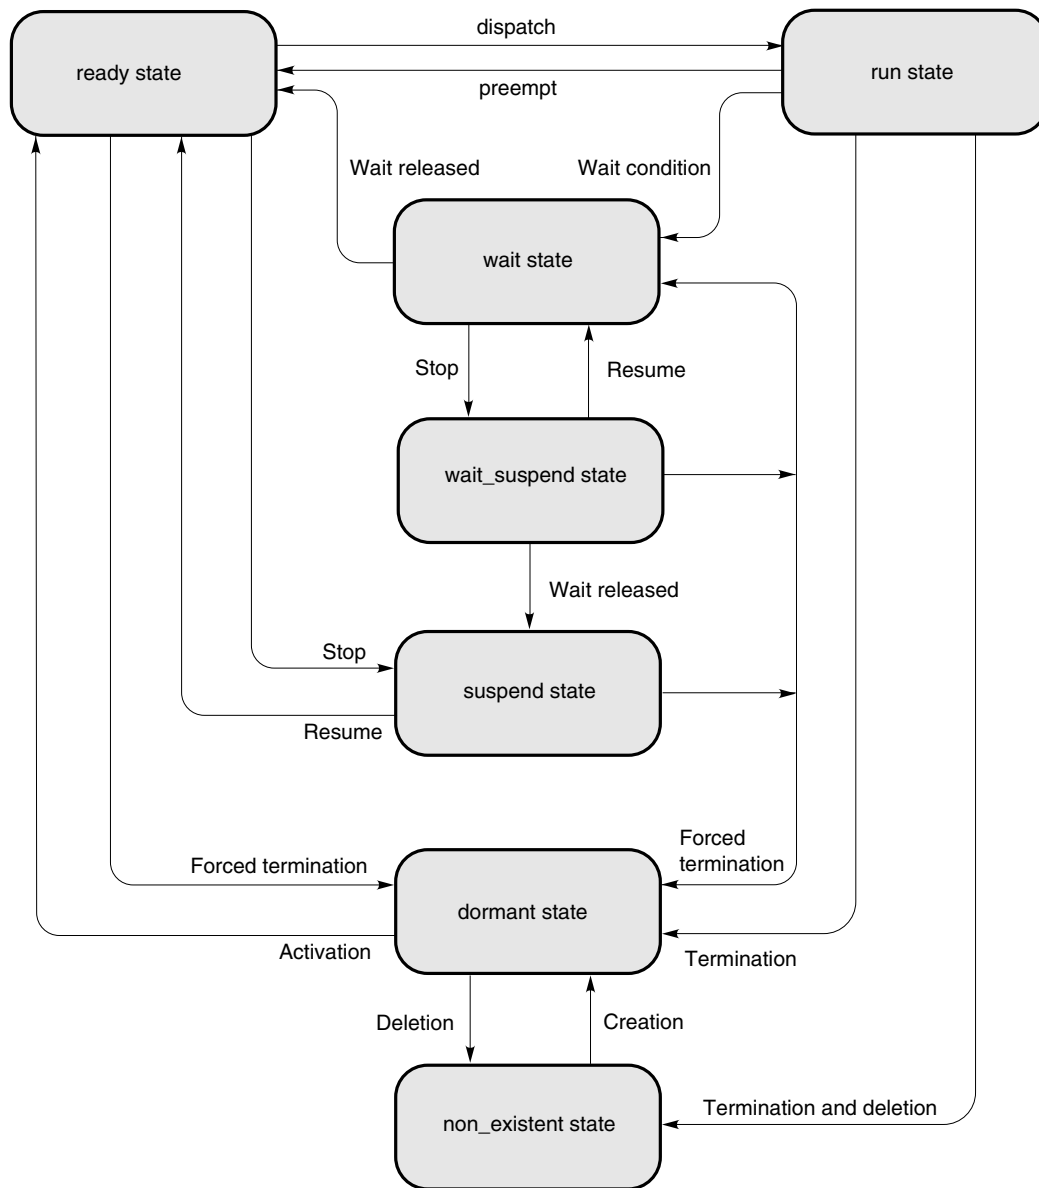 dispatch
ready state
run state
preempt
Wait released
Wait condition
wait state
Stop
Resume
wait_suspend state
Wait released
Stop
suspend state
Resume
Forced
termination
Forced termination
dormant state
Activation
Termination
Deletion
Creation
Termination and deletion
non_existent state